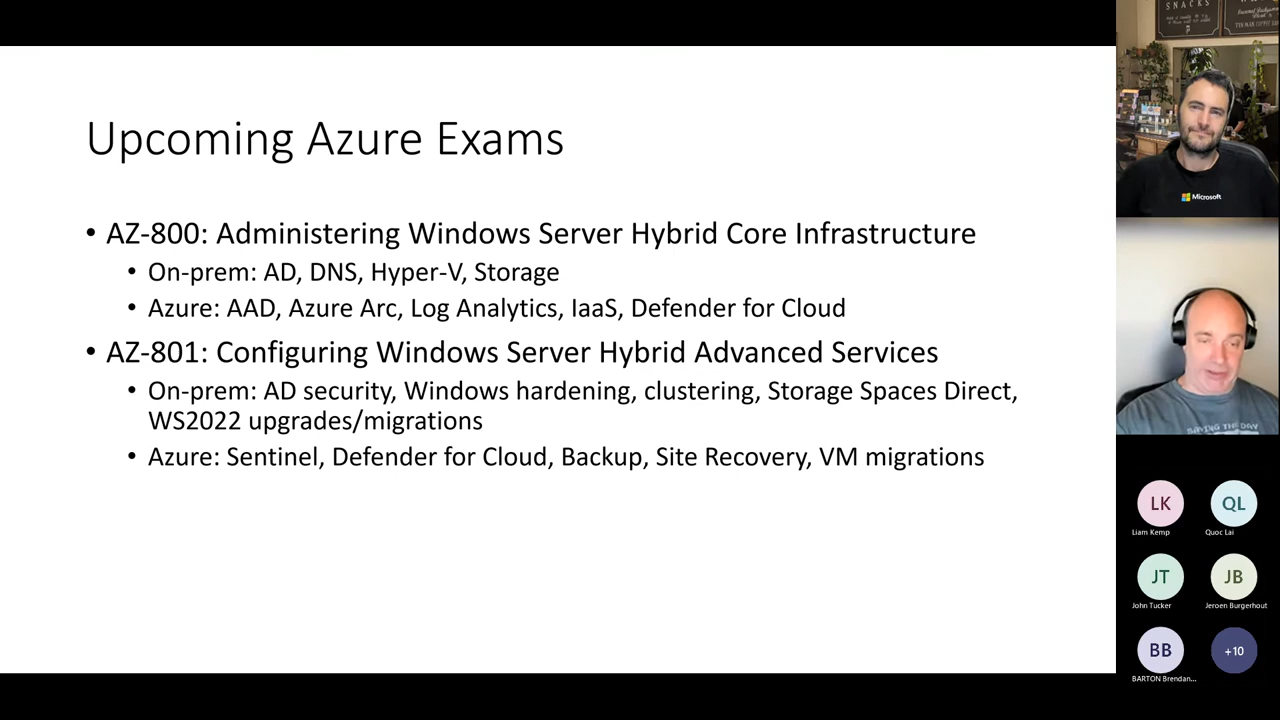 Upcoming Azure Exams
• AZ-800: Administering Windows Server Hybrid Core Infrastructure
• On-prem: AD, DNS, Hyper-V, Storage
• Azure: AAD, Azure Arc, Log Analytics, IaaS, Defender for Cloud
• AZ-801: Configuring Windows Server Hybrid Advanced Services
• On-prem: AD security, Windows hardening, clustering, Storage Spaces Direct,
WS2022 upgrades/migrations
• Azure: Sentinel, Defender for Cloud, Backup, Site Recovery, VM migrations
SNACKS
Microsoft
SAVING THE DAY
LK
Liam Kemp
QL
Quoc Lai
JT
John Tucker
JB
Jeroen Burgerhout
BB
BARTON Brendan...
+10